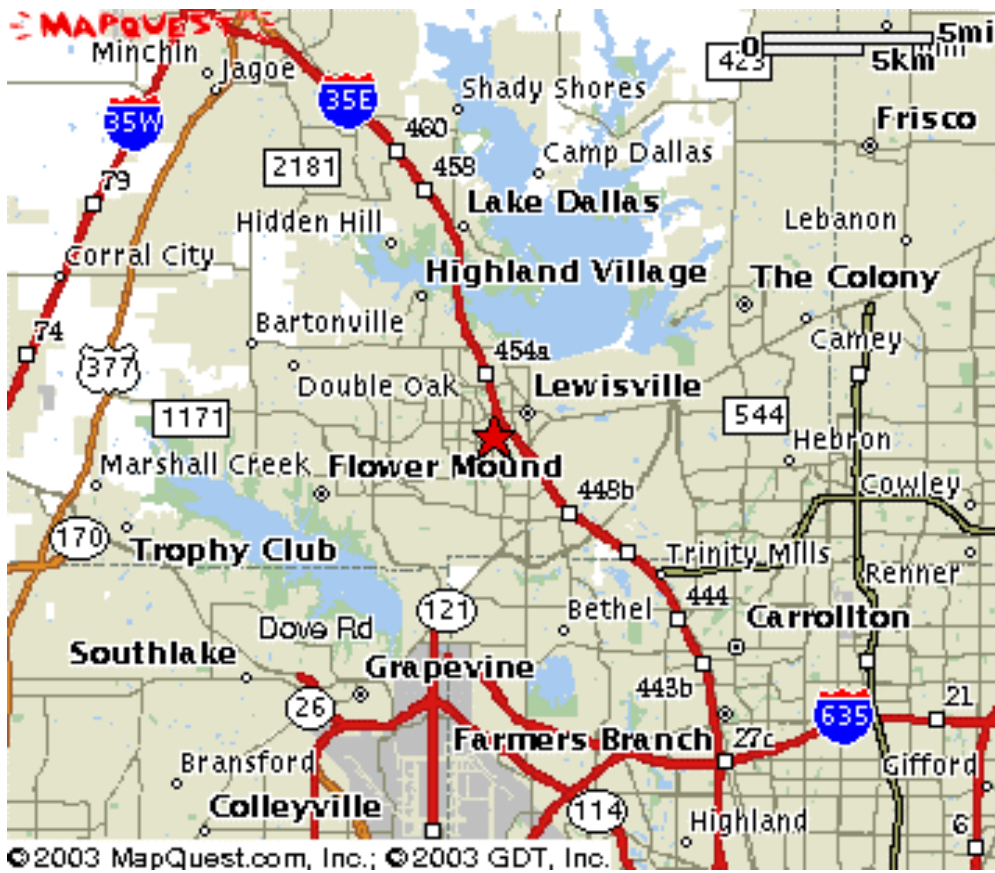 MAPQUEST
0 5mi
5km
423
Minchin
Jagoe
35E
35W
Shady Shores
Frisco
460
Camp Dallas
2181
458
79
Lake Dallas
Hidden Hill
Lebanon
Corral City
Highland Village
The Colony
Bartonville
74
Camey
454a
377
Double Oak
Lewisville
1171
544
Hebron
Marshall Creek
Flower Mound
448b
Cowley
170
Trophy Club
Trinity Mills
Renner
121
Bethel
444
Carrollton
Dove Rd
Southlake
Grapevine
443b
26
21
635
Farmers Branch
27c
Bransford
Gifford
Colleyville
114
Highland
6
©2003 MapQuest.com, Inc.; ©2003 GDT, Inc.